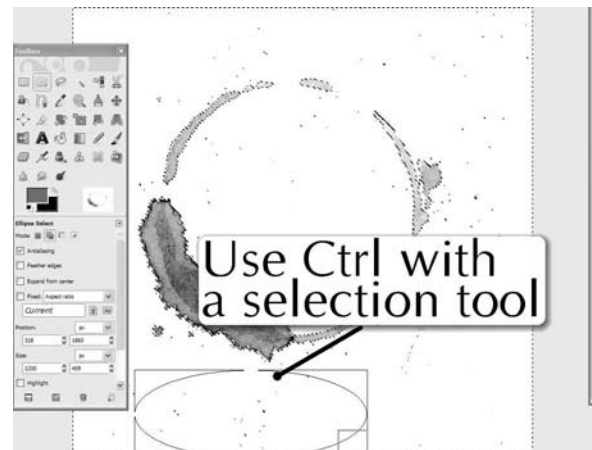 Toolbox
Ellipse Select
Mode:
Antialiasing
Feather edges
Expand from center
Fixed: Aspect ratio
Current
Position: px
318 1860
Size: px
1200 459
Highlight
Use Ctrl with
a selection tool